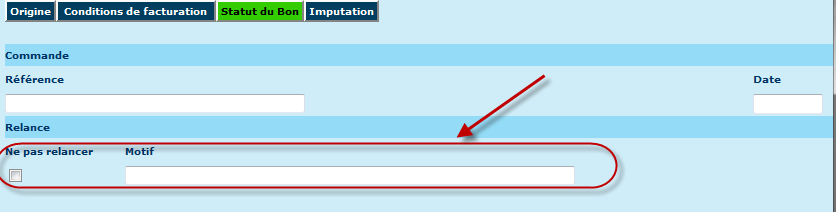 Origine Conditions de facturation Statut du Bon Imputation
Commande
Référence Date
Relance
Ne pas relancer Motif